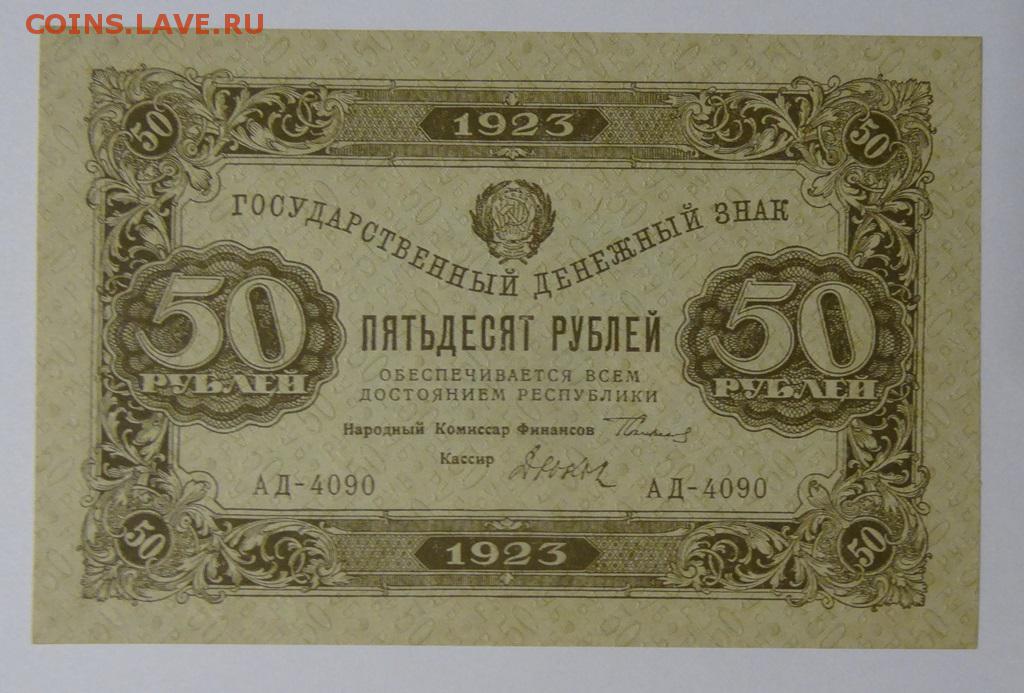 COINS.LAVE.RU
50 1923 50
ГОСУДАРСТВЕННЫЙ ДЕНЕЖНЫЙ ЗНАК
50 РУБЛЕЙ
ПЯТЬДЕСЯТ РУБЛЕЙ
50 РУБЛЕЙ
ОБЕСПЕЧИВАЕТСЯ ВСЕМ
ДОСТОЯНИЕМ РЕСПУБЛИКИ
Народный Комиссар Финансов
Кассир
АД-4090 АД-4090
50 1923 50